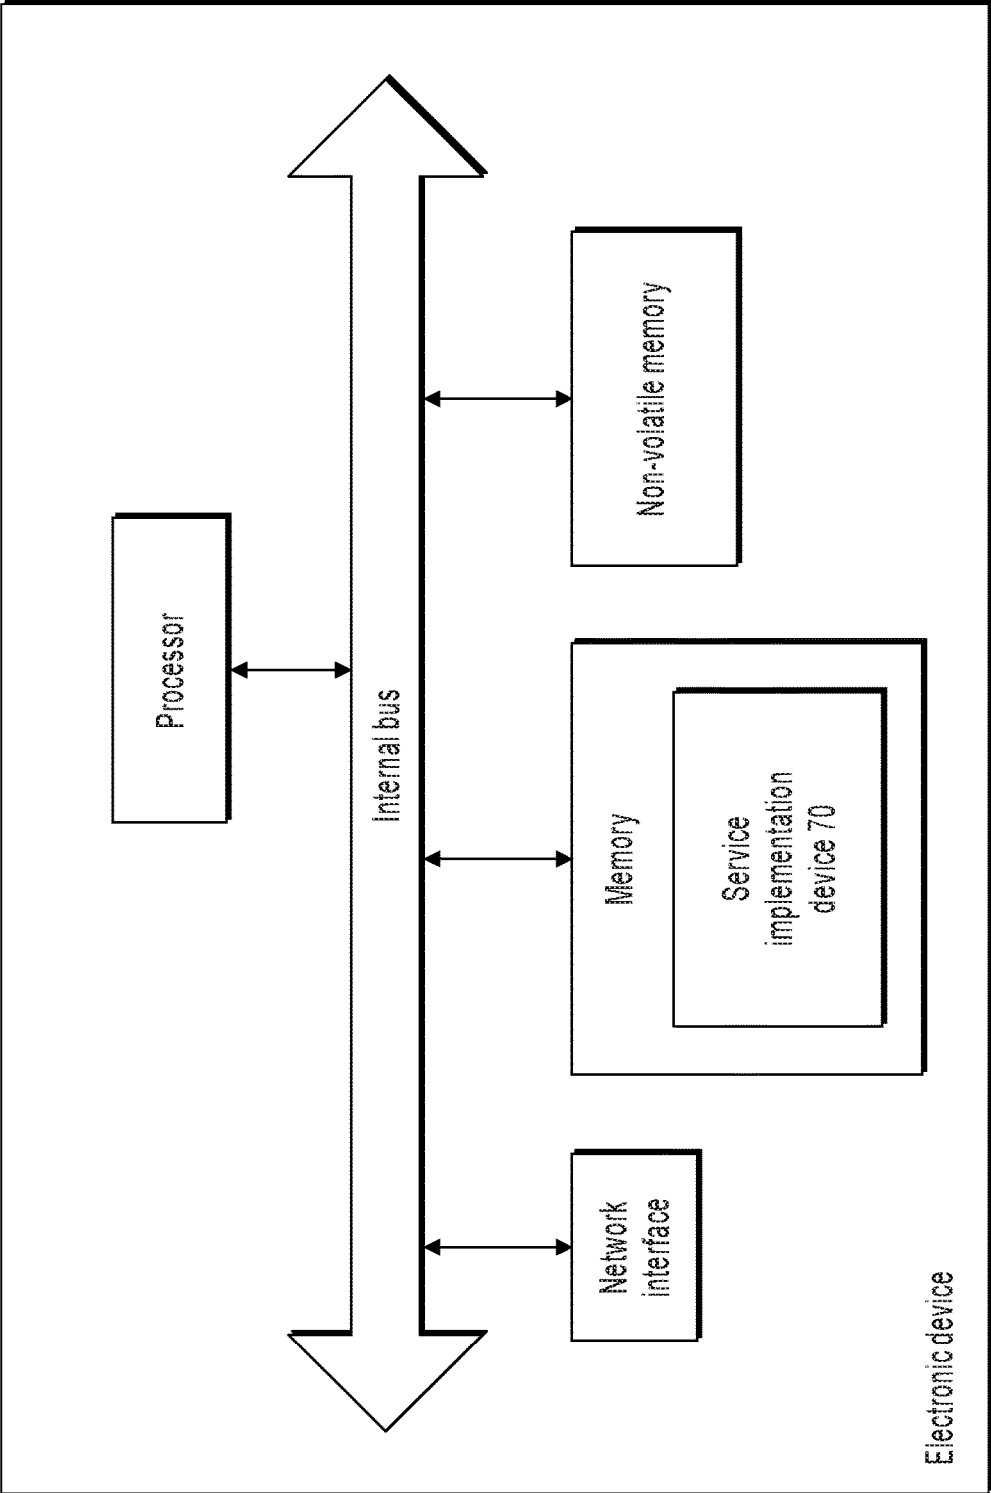 Processor
Internal bus
Network
interface
Memory
Service
implementation
device 70
Non-volatile memory
Electronic device